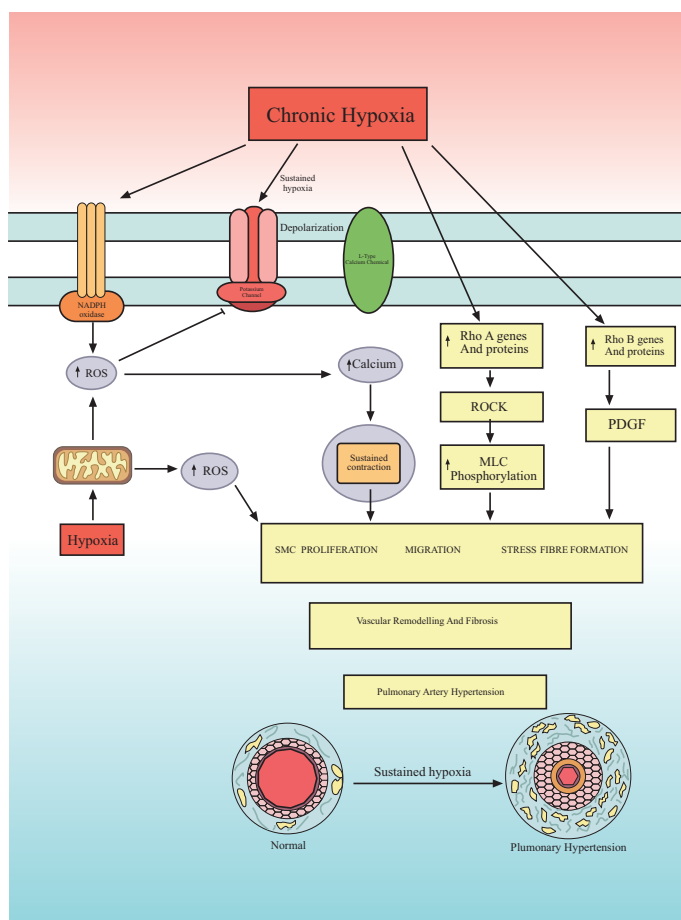 Chronic Hypoxia
Sustained
hypoxia
Depolarization
L-Type
Calcium Chemical
Potassium
Channel
NADPH
oxidase
↑ ROS
↑Calcium
↑ Rho A genes
And proteins
↑ Rho B genes
And proteins
ROCK
PDGF
↑ MLC
Phosphorylation
Sustained
contraction
↑ ROS
Hypoxia
SMC PROLIFERATION MIGRATION STRESS FIBRE FORMATION
Vascular Remodelling And Fibrosis
Pulmonary Artery Hypertension
Sustained hypoxia
Normal
Plumonary Hypertension